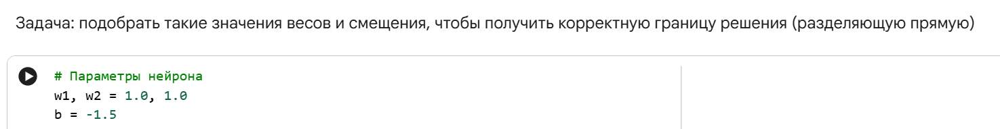 Задача: подобрать такие значения весов и смещения, чтобы получить корректную границу решения (разделяющую прямую)
# Параметры нейрона
w1, w2 = 1.0, 1.0
b = -1.5